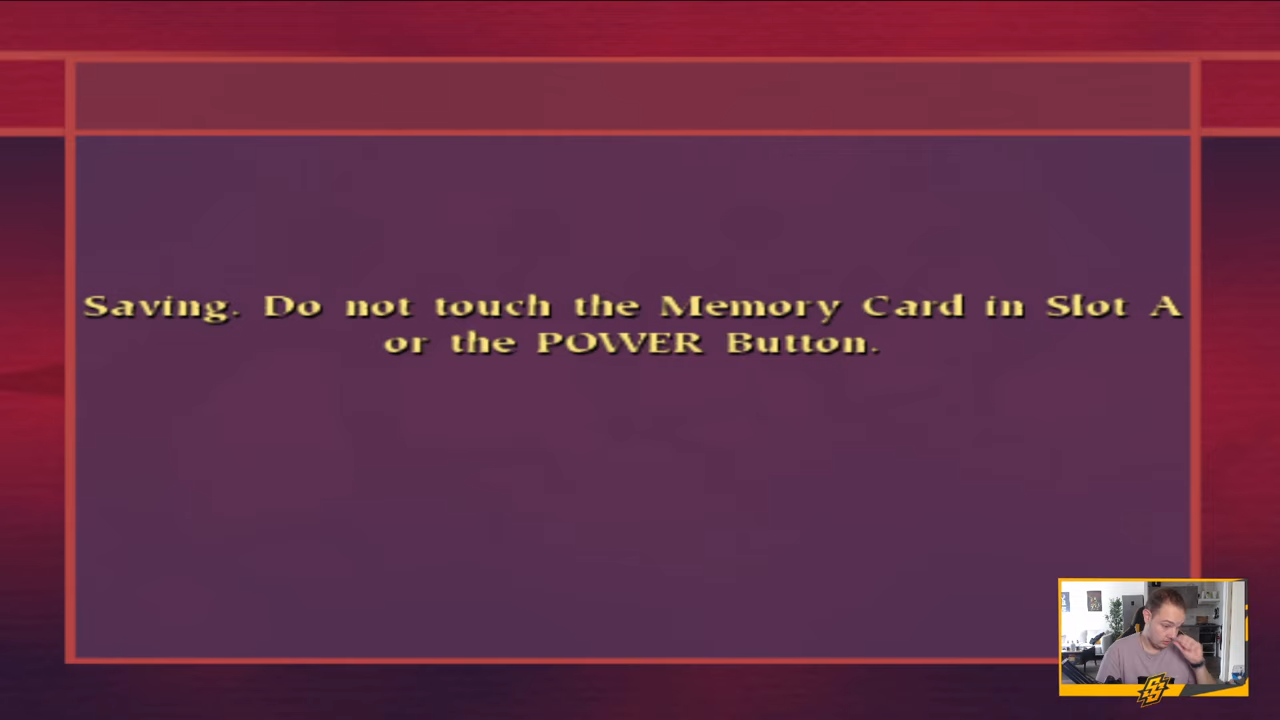 Saving. Do not touch the Memory Card in Slot A
or the POWER Button.